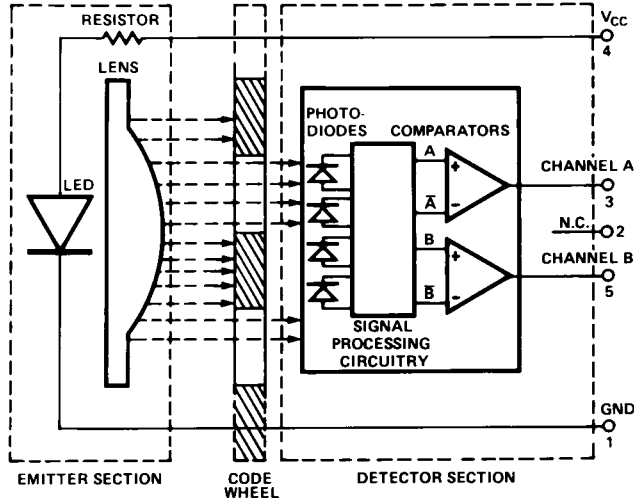 RESISTOR
VCC
4
LENS
PHOTO-
DIODES
COMPARATORS
A
+
CHANNEL A
3
LED
A̅
−
N.C.
2
B
+
CHANNEL B
5
B̅
−
SIGNAL
PROCESSING
CIRCUITRY
GND
1
EMITTER SECTION
CODE
WHEEL
DETECTOR SECTION